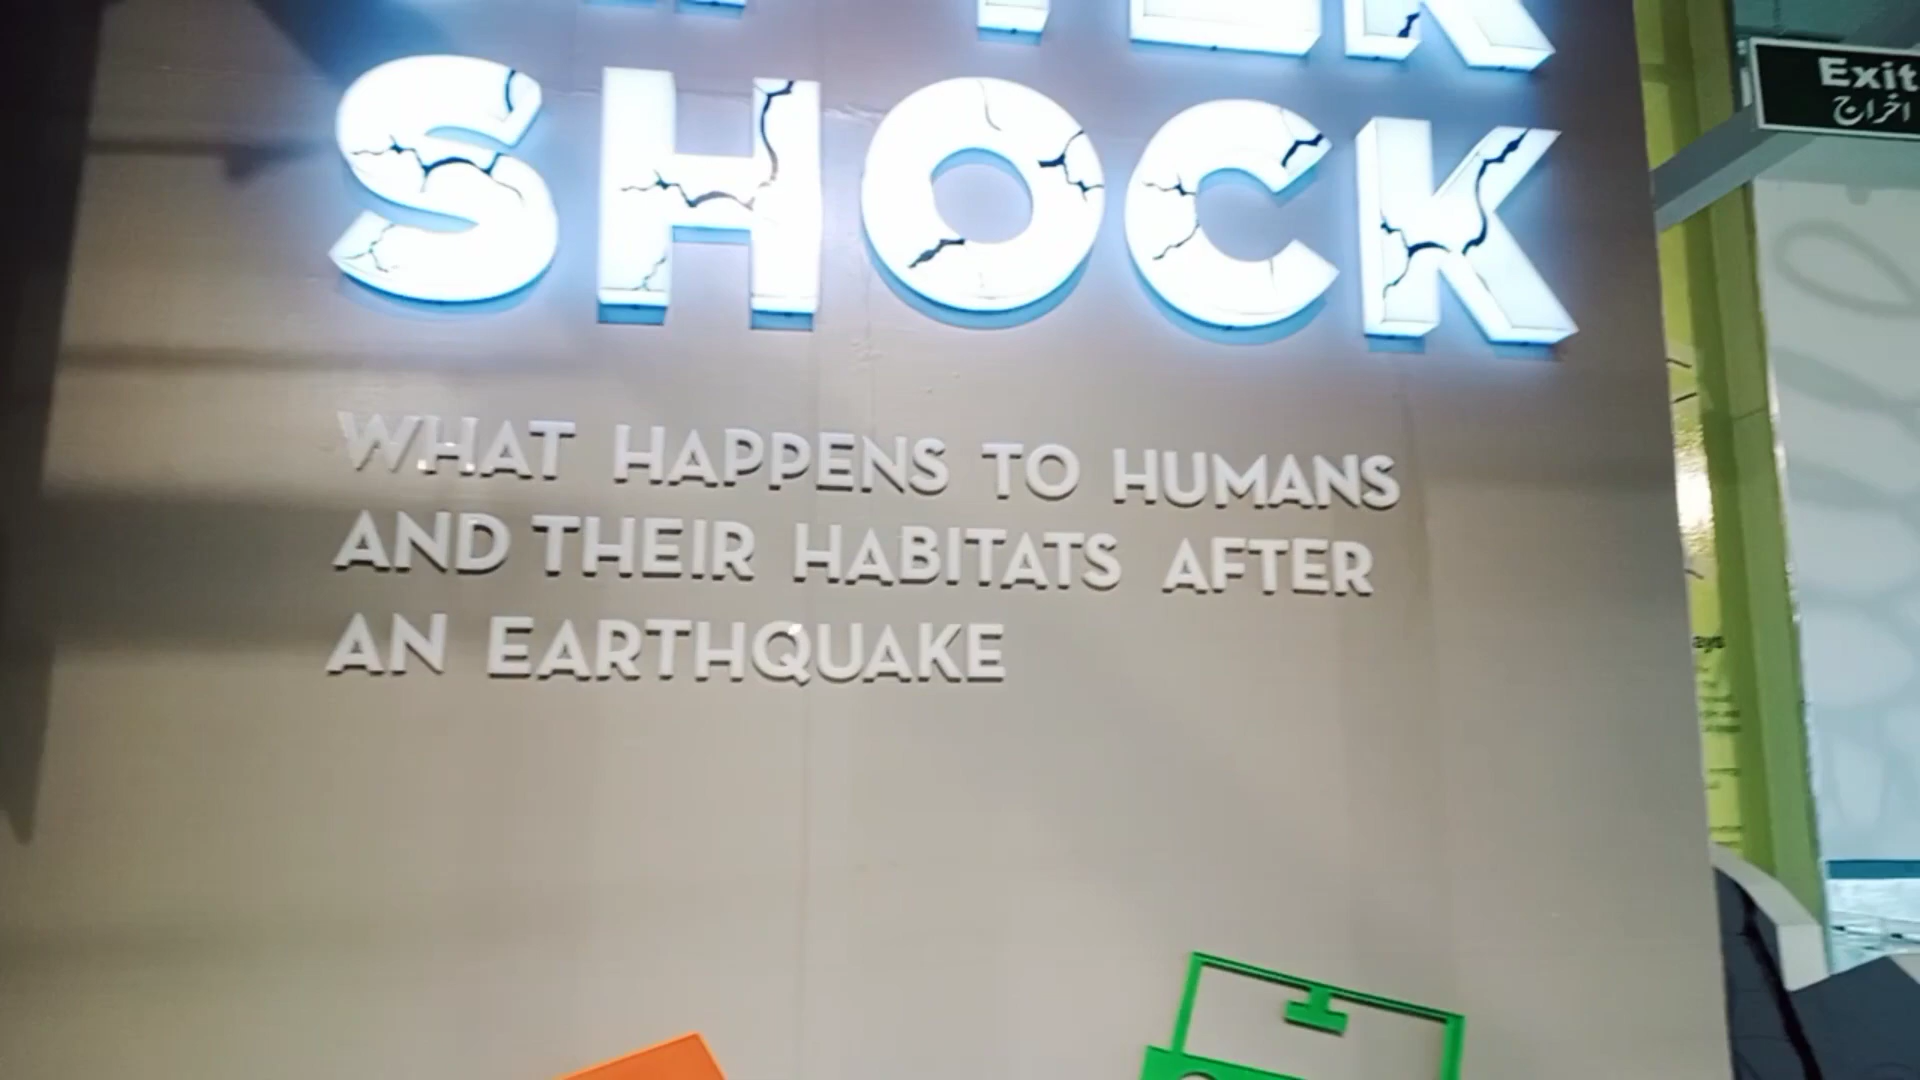 SHOCK
WHAT HAPPENS TO HUMANS
AND THEIR HABITATS AFTER
AN EARTHQUAKE
Exit
اخراج